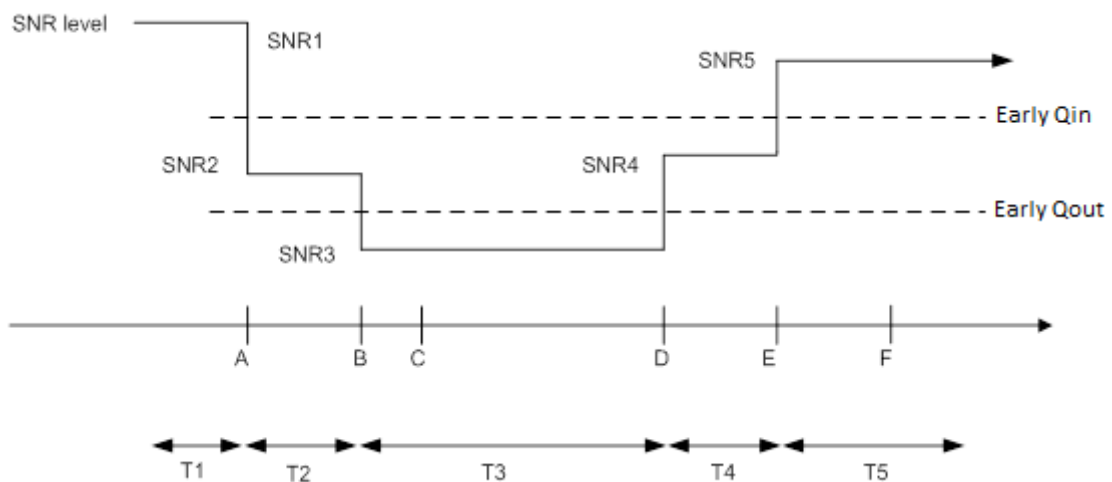 SNR level
SNR1
SNR5
Early Qin
SNR2
SNR4
Early Qout
SNR3
A B C D E F
T1 T2 T3 T4 T5